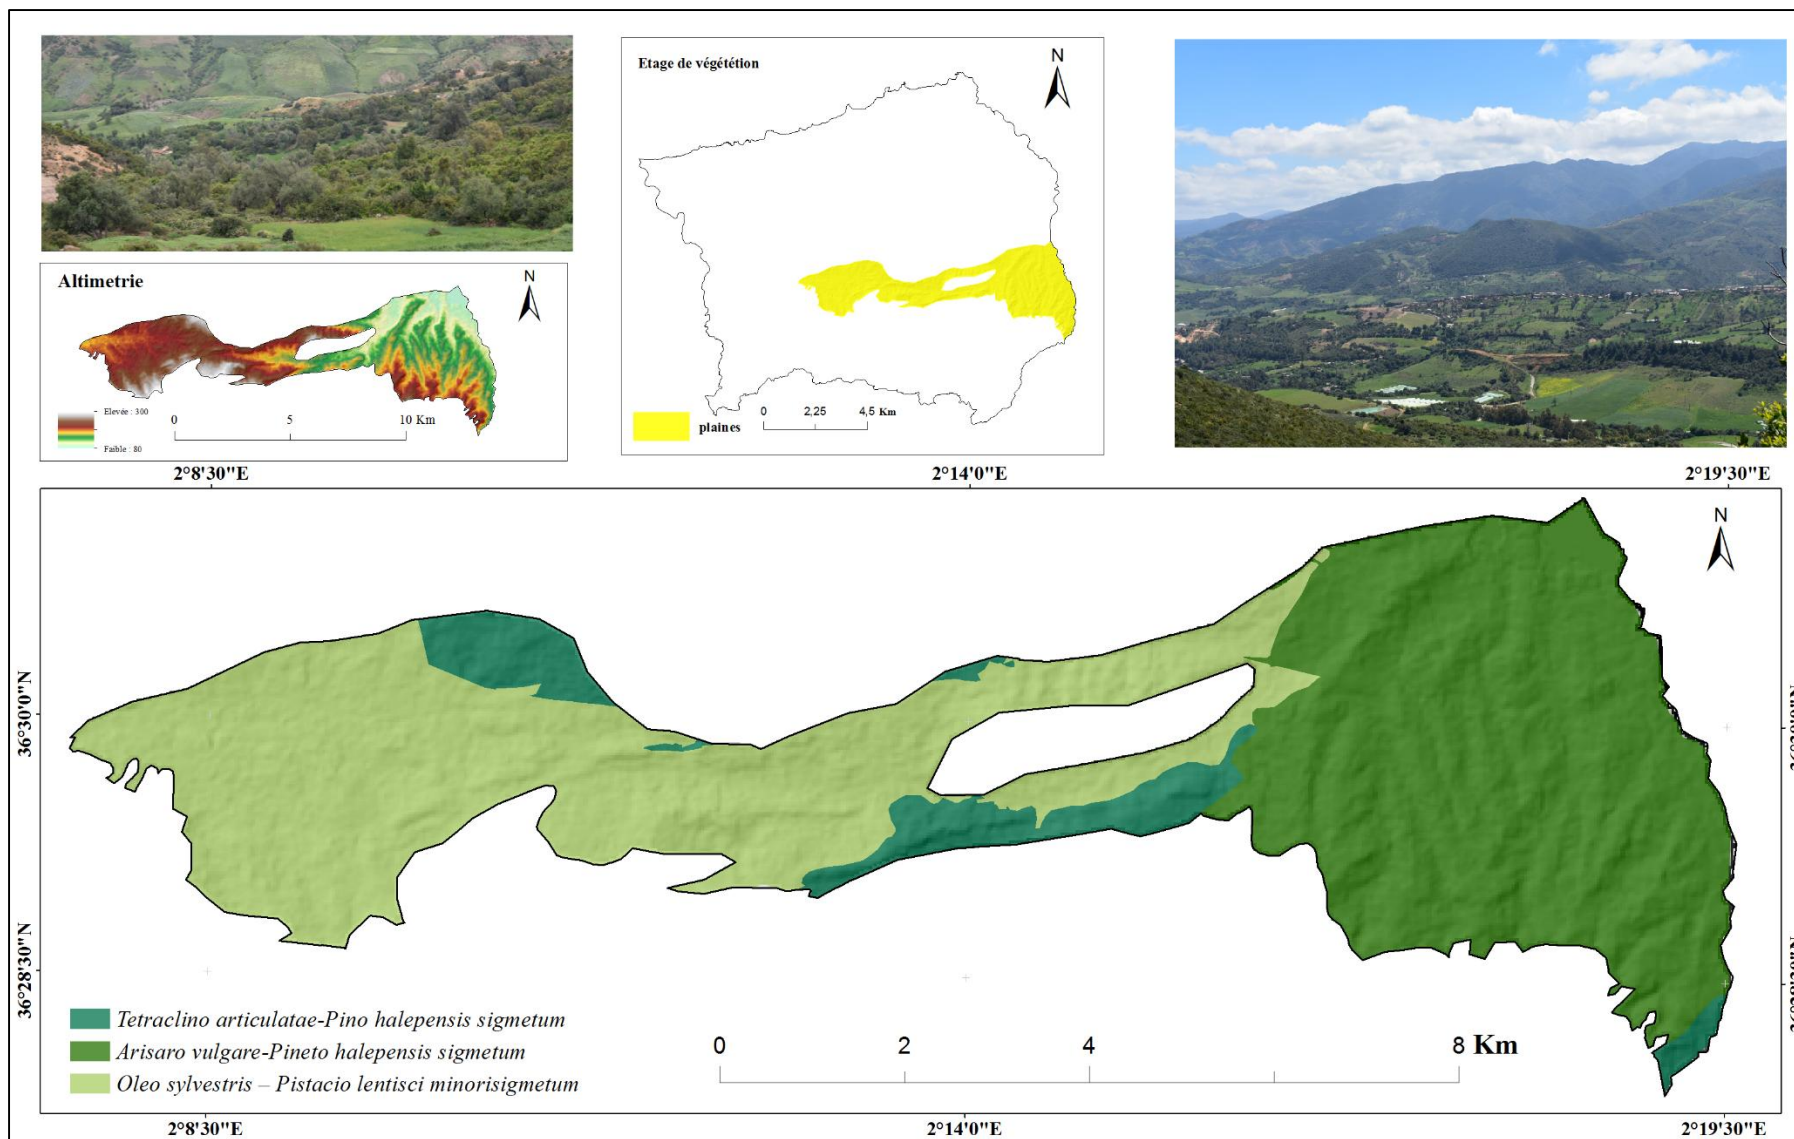 Etage de végététion
N
plaines
0 2,25 4,5 Km
Altimetrie
N
Elevée : 300
Faible : 80
0 5 10 Km
2°8'30"E 2°14'0"E 2°19'30"E
N
36°30'0"N
36°28'30"N
Tetraclino articulatae-Pino halepensis sigmetum
Arisaro vulgare-Pineto halepensis sigmetum
Oleo sylvestris – Pistacio lentisci minorisigmetum
0 2 4 8 Km
2°8'30"E 2°14'0"E 2°19'30"E